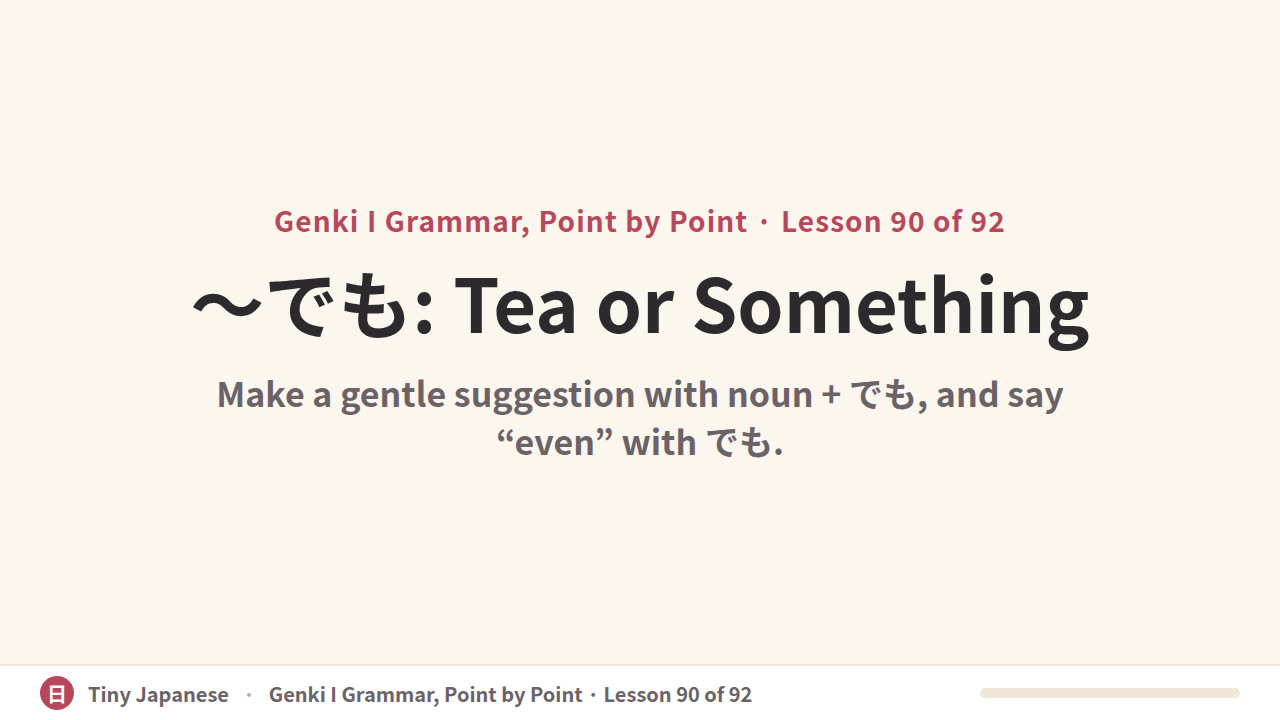 Genki I Grammar, Point by Point · Lesson 90 of 92
〜でも: Tea or Something
Make a gentle suggestion with noun + でも, and say
“even” with でも.
日 Tiny Japanese · Genki I Grammar, Point by Point · Lesson 90 of 92